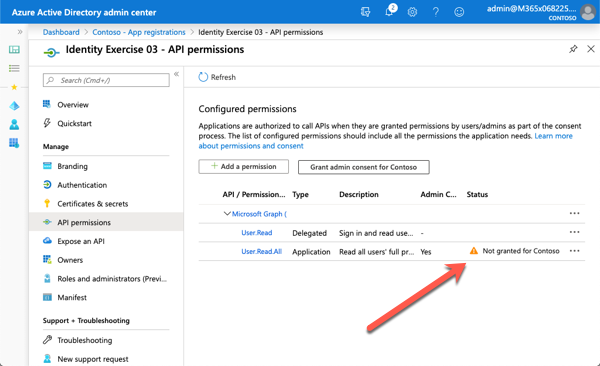 Azure Active Directory admin center
2
admin@M365x068225....
CONTOSO
Dashboard > Contoso - App registrations > Identity Exercise 03 - API permissions
Identity Exercise 03 - API permissions
Search (Cmd+/)
Overview
Quickstart
Manage
Branding
Authentication
Certificates & secrets
API permissions
Expose an API
Owners
Roles and administrators (Previ...
Manifest
Support + Troubleshooting
Troubleshooting
New support request
Refresh
Configured permissions
Applications are authorized to call APIs when they are granted permissions by users/admins as part of the consent
process. The list of configured permissions should include all the permissions the application needs. Learn more
about permissions and consent
+ Add a permission
Grant admin consent for Contoso
API / Permission... Type Description Admin C... Status
Microsoft Graph (
...
User.Read Delegated Sign in and read use... - ...
User.Read.All Application Read all users' full pr... Yes Not granted for Contoso ...